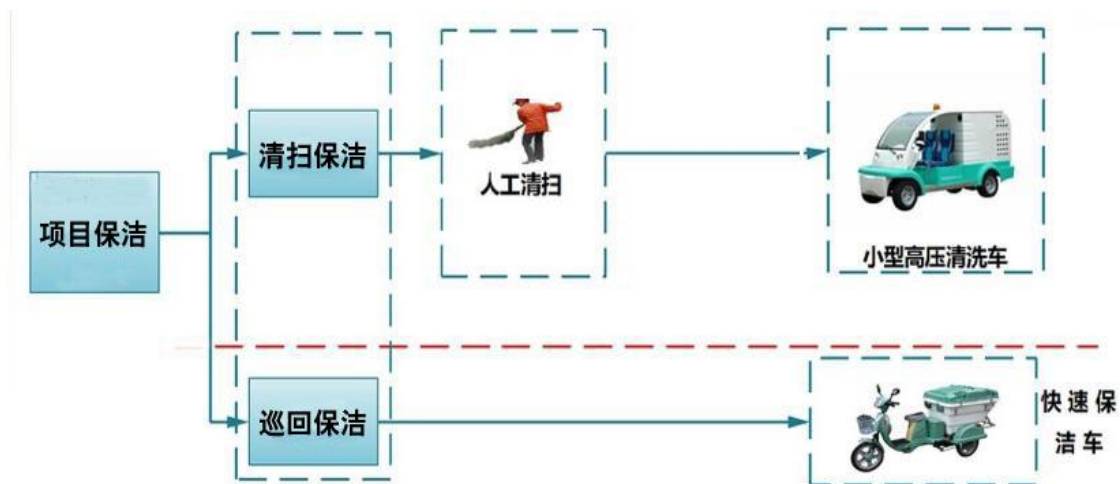 项目保洁
清扫保洁
人工清扫
小型高压清洗车
巡回保洁
快速保
洁车